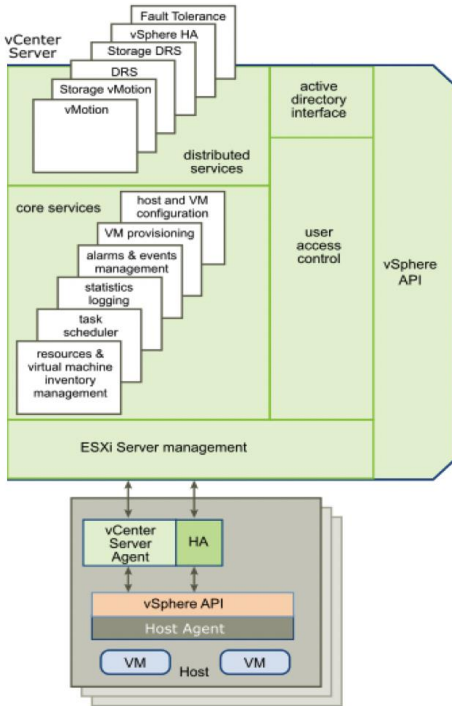 vCenter
Server
Fault Tolerance
vSphere HA
Storage DRS
DRS
Storage vMotion
vMotion
distributed
services
active
directory
interface
core services
host and VM
configuration
VM provisioning
alarms & events
management
statistics
logging
task
scheduler
resources &
virtual machine
inventory
management
user
access
control
vSphere
API
ESXi Server management
vCenter
Server
Agent
HA
vSphere API
Host Agent
VM
VM
Host